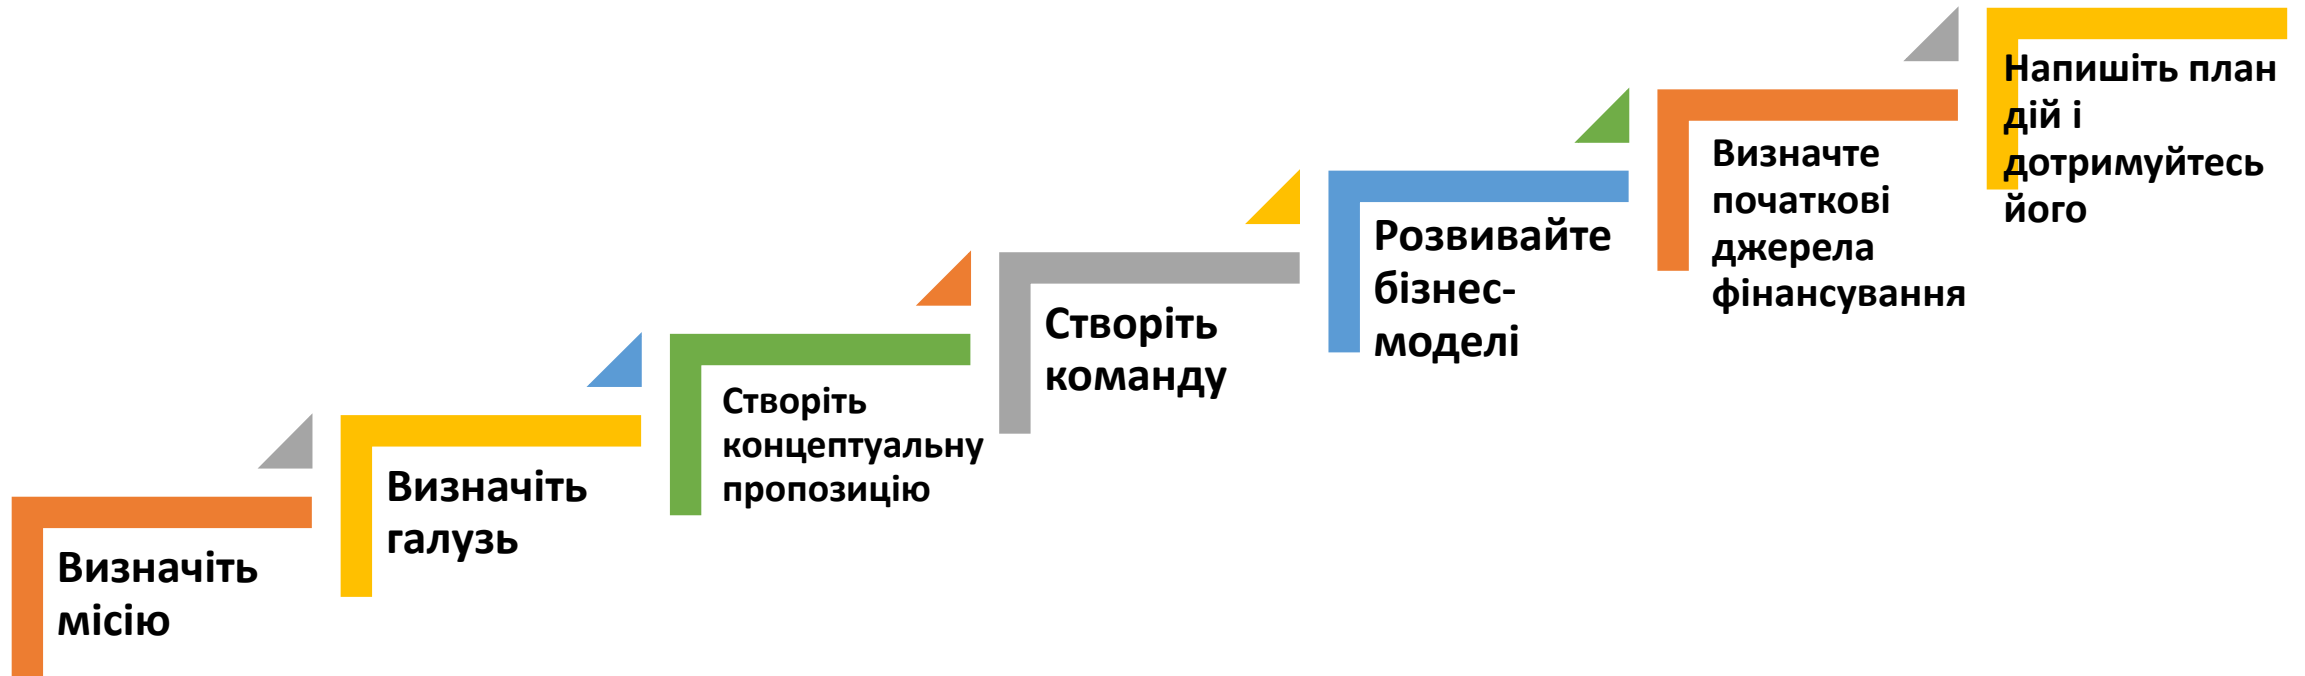 Визначіть
місію
Визначіть
галузь
Створіть
концептуальну
пропозицію
Створіть
команду
Розвивайте
бізнес-
моделі
Визначте
початкові
джерела
фінансування
Напишіть план
дій і
дотримуйтесь
його